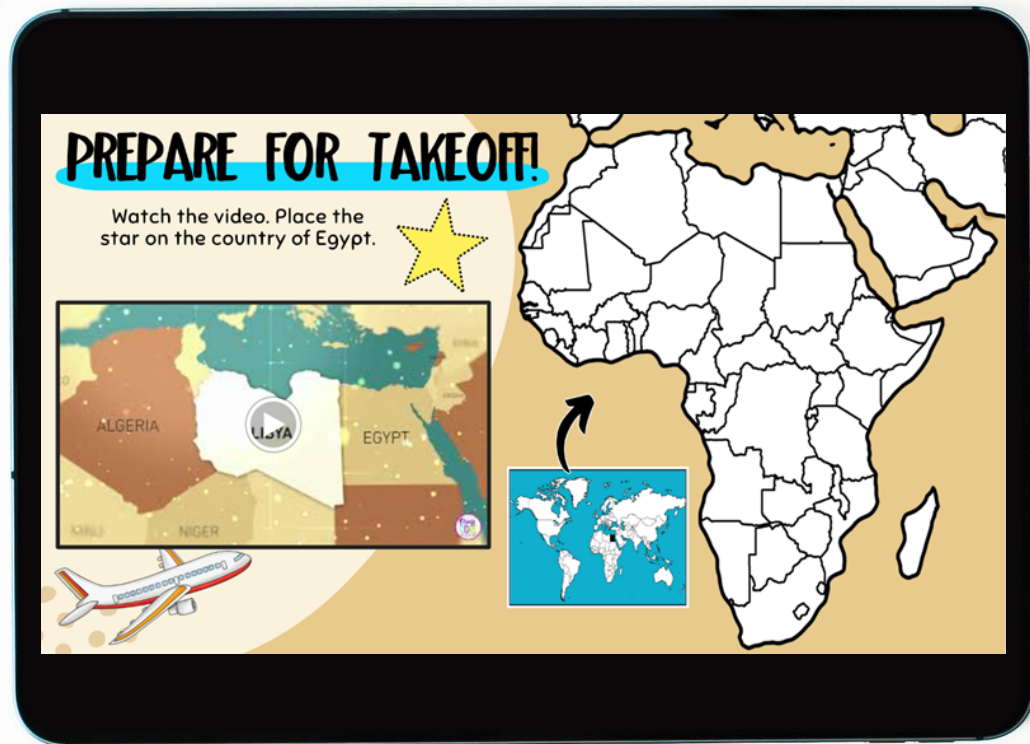 PREPARE FOR TAKEOFF!
Watch the video. Place the
star on the country of Egypt.
ALGERIA
LIBYA
EGYPT
NIGER